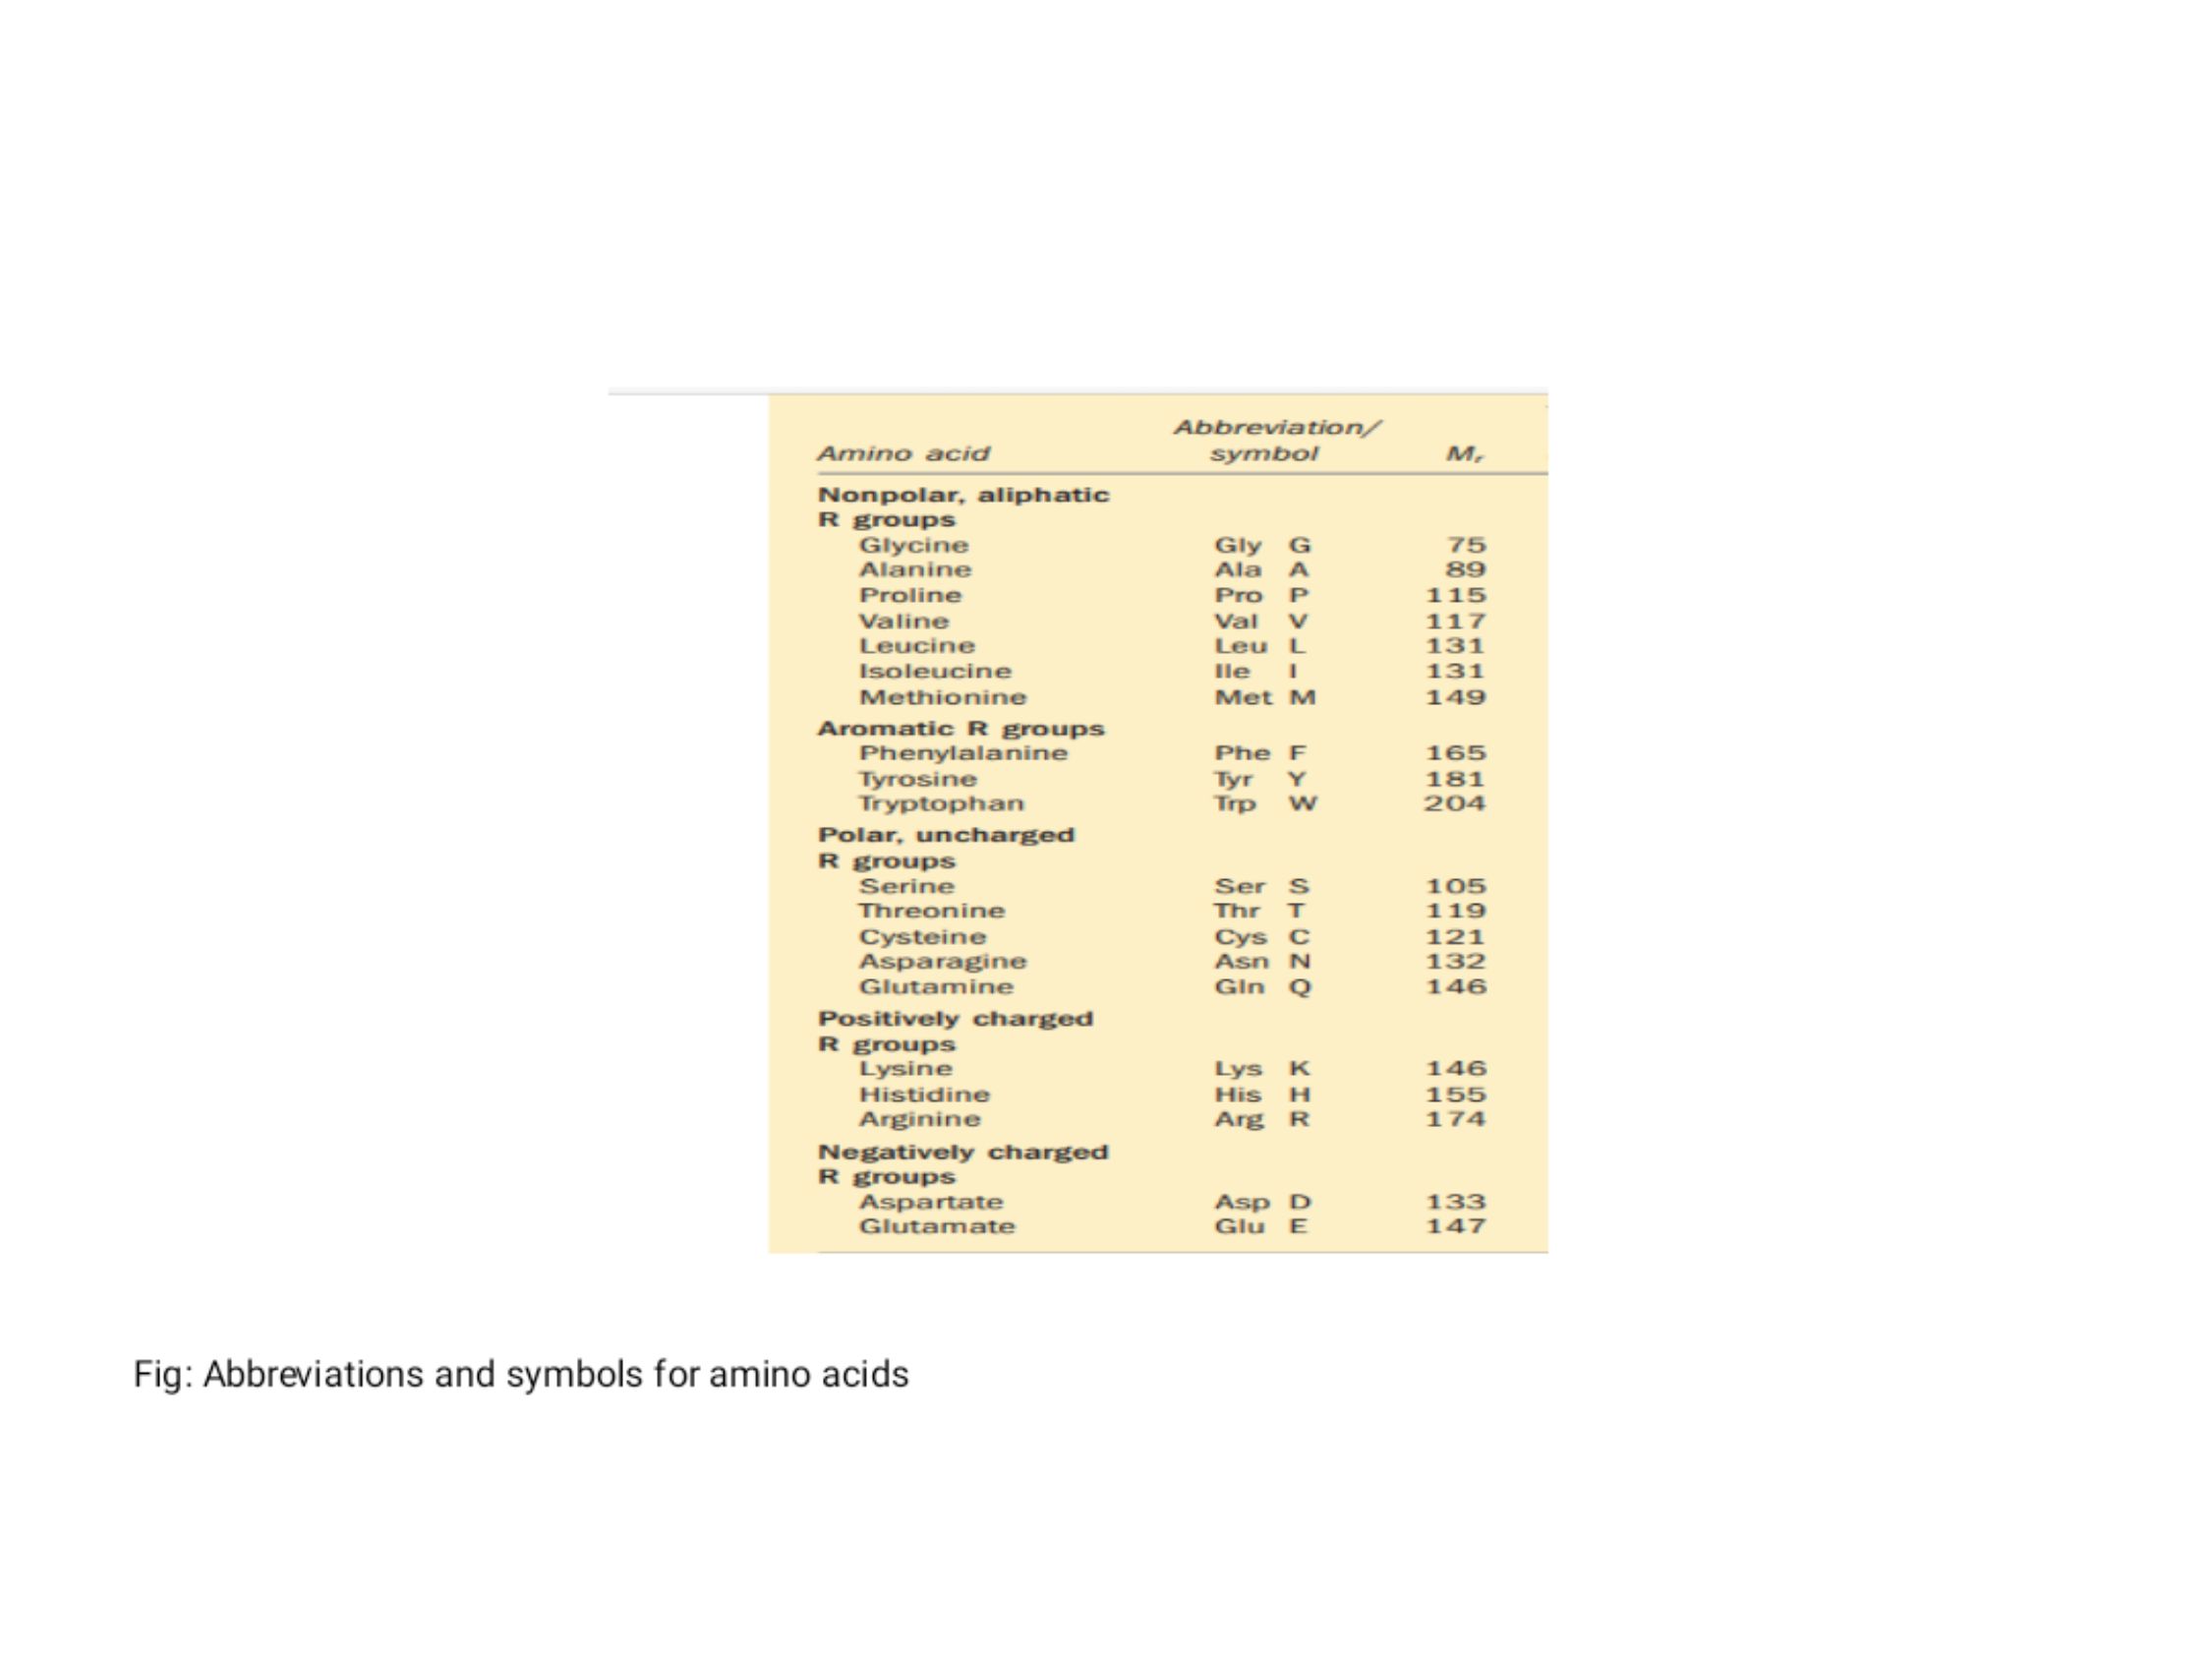 Abbreviation/
Amino acid symbol Mr
Nonpolar, aliphatic
R groups
Glycine Gly G 75
Alanine Ala A 89
Proline Pro P 115
Valine Val V 117
Leucine Leu L 131
Isoleucine Ile I 131
Methionine Met M 149
Aromatic R groups
Phenylalanine Phe F 165
Tyrosine Tyr Y 181
Tryptophan Trp W 204
Polar, uncharged
R groups
Serine Ser S 105
Threonine Thr T 119
Cysteine Cys C 121
Asparagine Asn N 132
Glutamine Gln Q 146
Positively charged
R groups
Lysine Lys K 146
Histidine His H 155
Arginine Arg R 174
Negatively charged
R groups
Aspartate Asp D 133
Glutamate Glu E 147
Fig: Abbreviations and symbols for amino acids